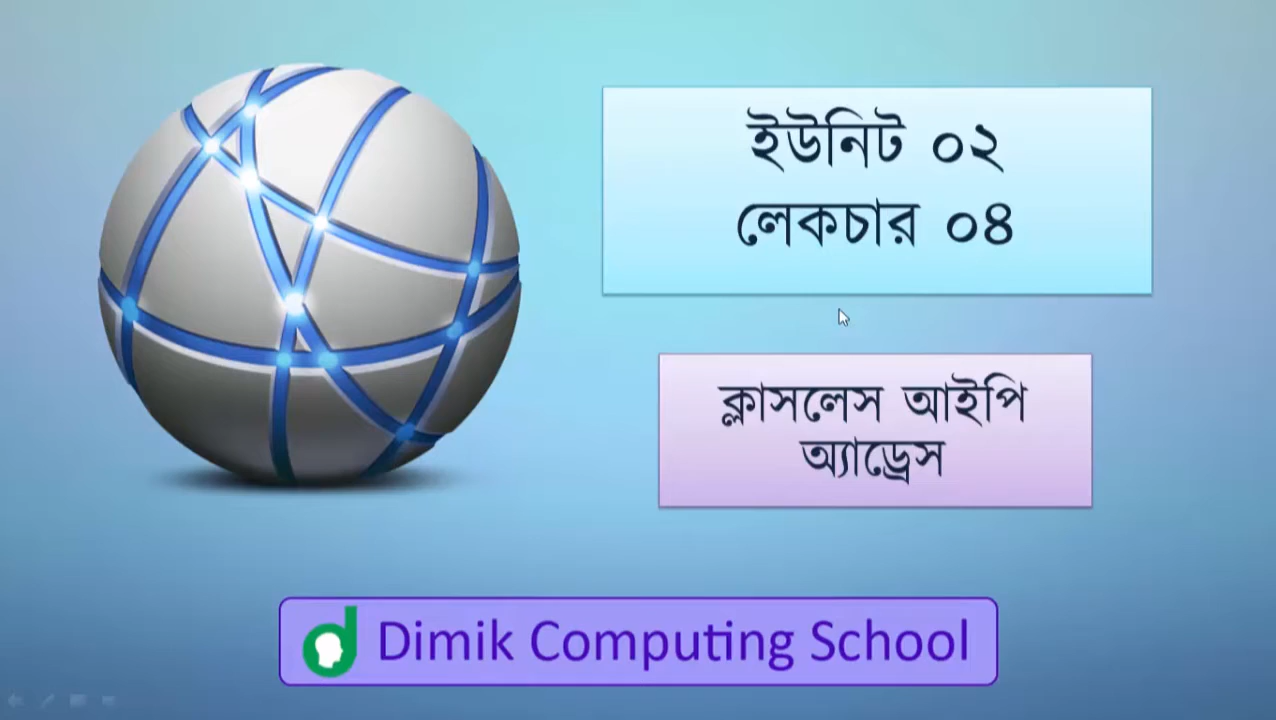 ইউনিট ০২
লেকচার ০৪
ক্লাসলেস আইপি
অ্যাড্রেস
Dimik Computing School